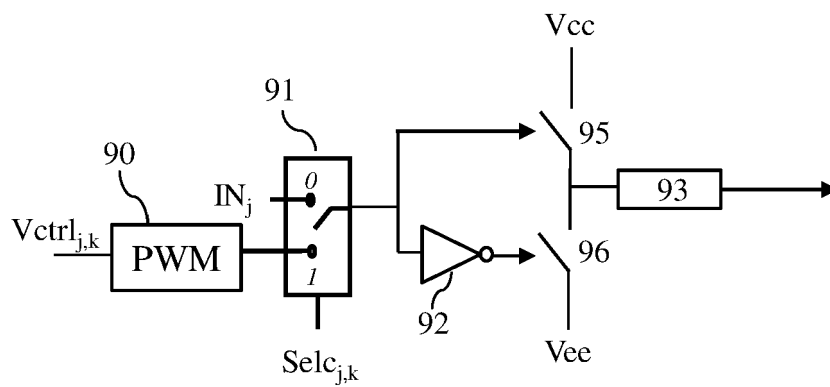 Vcc
91
95
90
0
IN_j
93
Vctrl_j,k
PWM
96
1
92
Selc_j,k
Vee